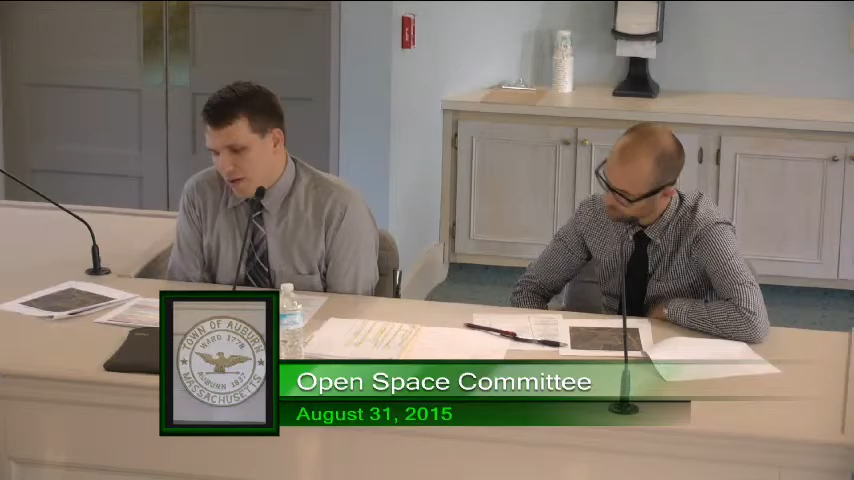 TOWN OF AUBURN
WARD 1778
AUBURN 1837
MASSACHUSETTS
Open Space Committee
August 31, 2015